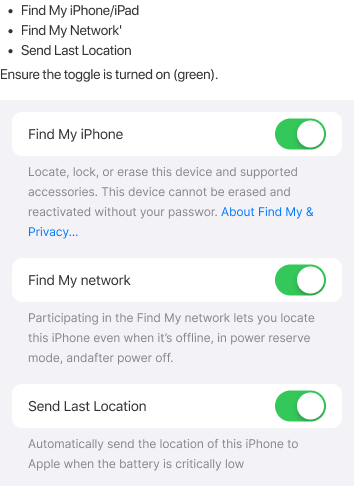 • Find My iPhone/iPad
• Find My Network'
• Send Last Location
Ensure the toggle is turned on (green).
Find My iPhone
Locate, lock, or erase this device and supported
accessories. This device cannot be erased and
reactivated without your passwor. About Find My &
Privacy...
Find My network
Participating in the Find My network lets you locate
this iPhone even when it's offline, in power reserve
mode, andafter power off.
Send Last Location
Automatically send the location of this iPhone to
Apple when the battery is critically low